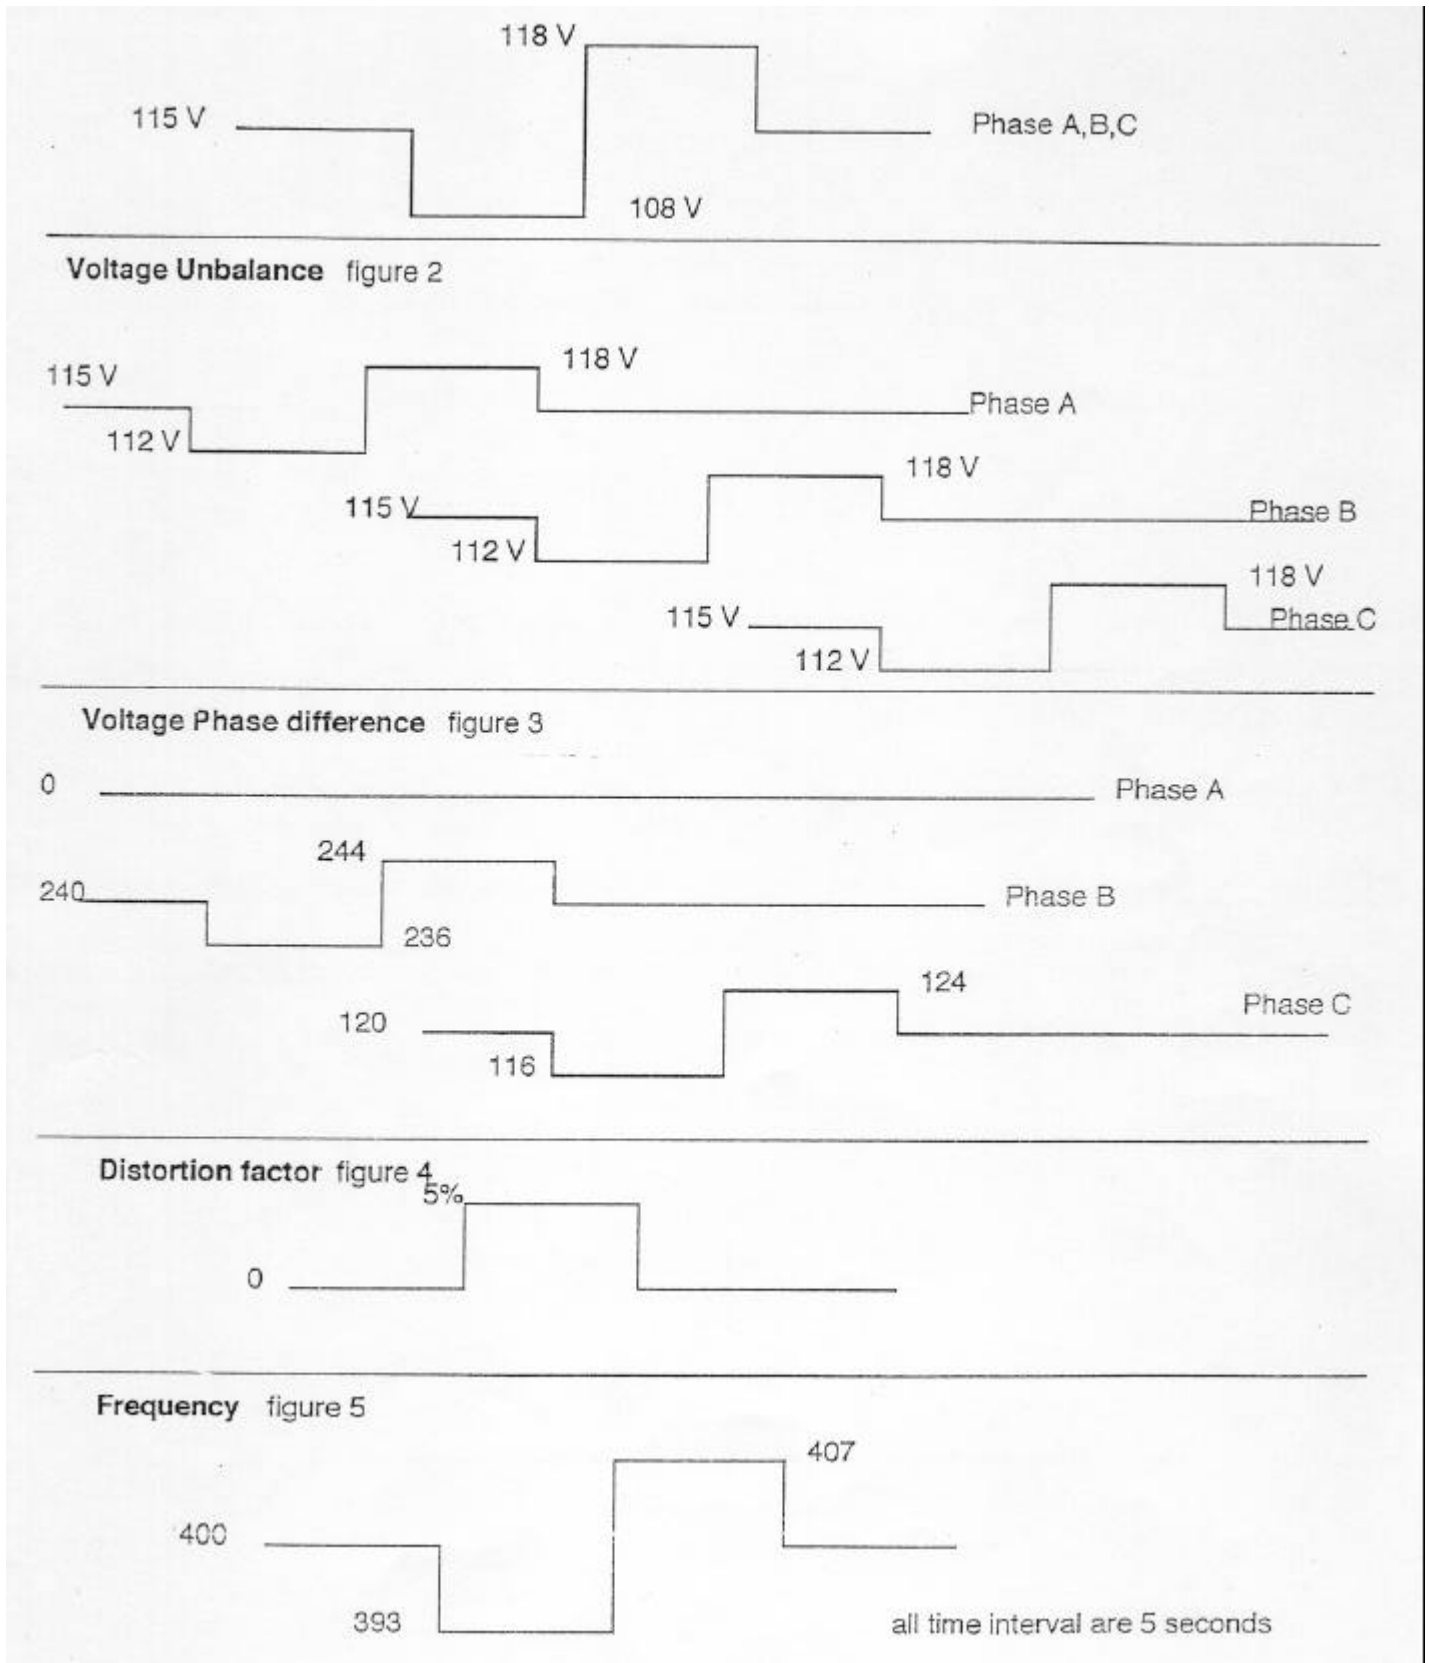 118 V
115 V
Phase A,B,C
108 V
Voltage Unbalance figure 2
118 V
115 V
Phase A
112 V
118 V
115 V
Phase B
112 V
118 V
115 V
Phase C
112 V
Voltage Phase difference figure 3
0
Phase A
244
240
Phase B
236
124
Phase C
120
116
Distortion factor figure 4
5%
0
Frequency figure 5
407
400
393
all time interval are 5 seconds